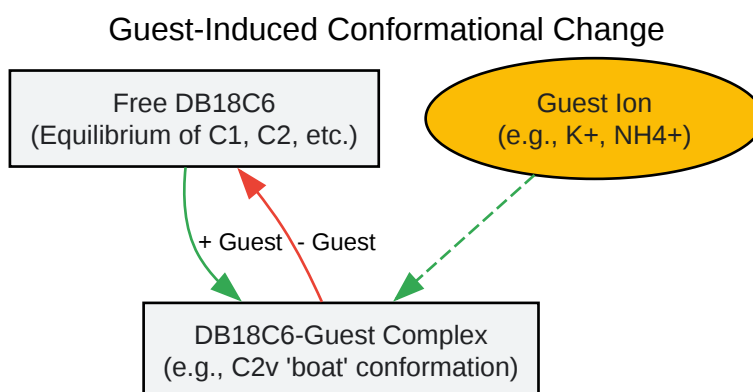 Guest-Induced Conformational Change
Free DB18C6
(Equilibrium of C1, C2, etc.)
Guest Ion
(e.g., K+, NH4+)
+ Guest
- Guest
DB18C6-Guest Complex
(e.g., C2v 'boat' conformation)